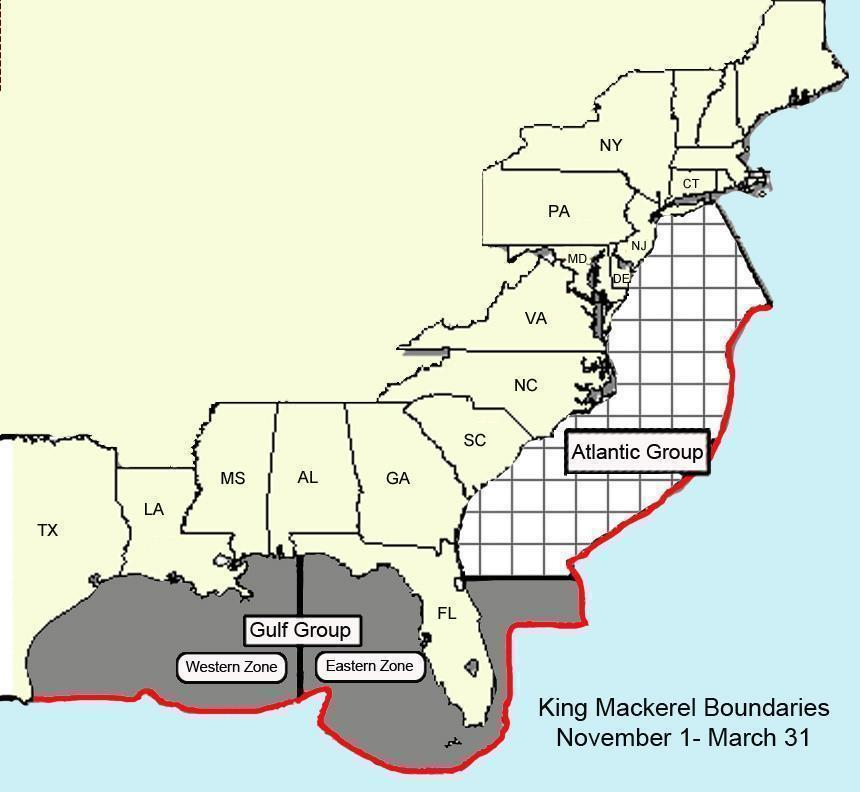 NY
CT
PA
NJ
MD
DE
VA
NC
SC
Atlantic Group
MS
AL
GA
LA
TX
FL
Gulf Group
Western Zone
Eastern Zone
King Mackerel Boundaries
November 1- March 31